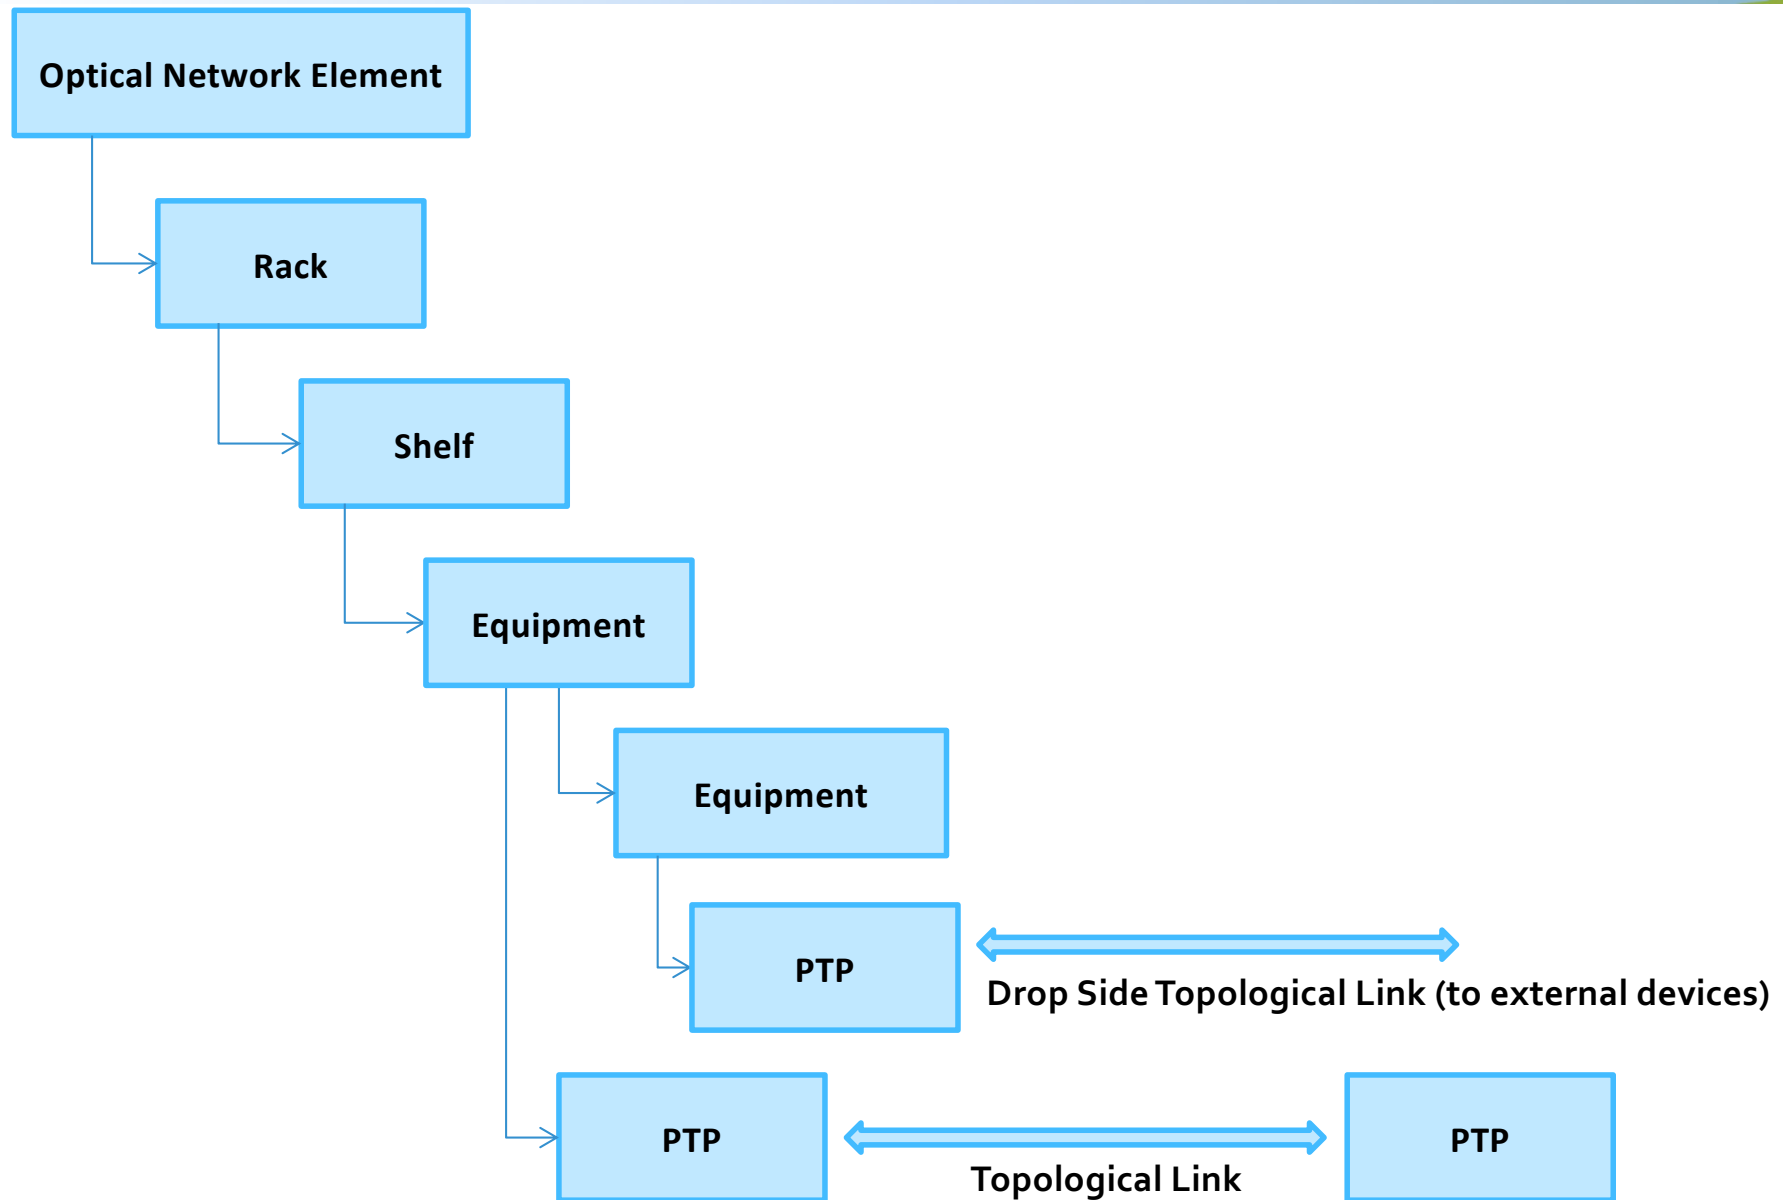 Optical Network Element
Rack
Shelf
Equipment
Equipment
PTP
Drop Side Topological Link (to external devices)
PTP
PTP
Topological Link